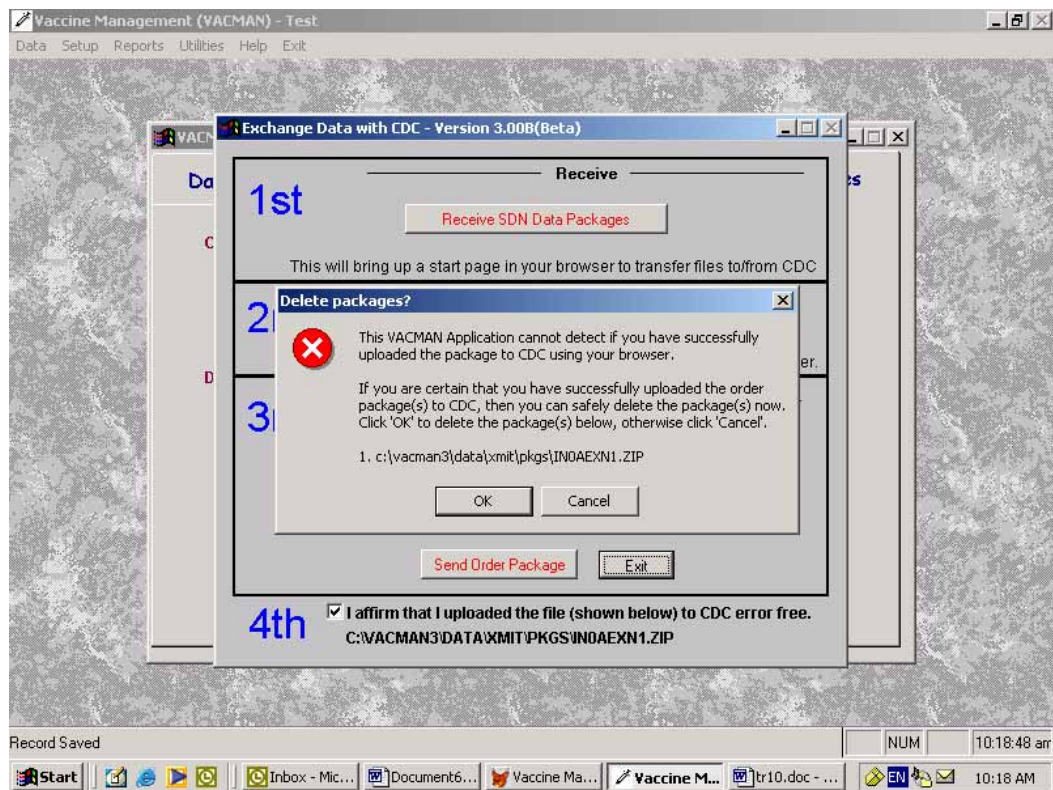 Vaccine Management (VACMAN) - Test
Data Setup Reports Utilities Help Exit
VACN
Exchange Data with CDC - Version 3.00B(Beta)
Da
es
1st
Receive
Receive SDN Data Packages
C
This will bring up a start page in your browser to transfer files to/from CDC
2
Delete packages?
This VACMAN Application cannot detect if you have successfully
uploaded the package to CDC using your browser.
er.
D
If you are certain that you have successfully uploaded the order
package(s) to CDC, then you can safely delete the package(s) now.
Click 'OK' to delete the package(s) below, otherwise click 'Cancel'.
3
1. c:\vacman3\data\xmit\pkgs\IN0AEXN1.ZIP
OK Cancel
Send Order Package Exit
4th
I affirm that I uploaded the file (shown below) to CDC error free.
C:\VACMAN3\DATA\XMIT\PKGS\IN0AEXN1.ZIP
Record Saved NUM 10:18:48 am
Start Inbox - Mic... Document6... Vaccine Ma... Vaccine M... tr10.doc - ... EN 10:18 AM